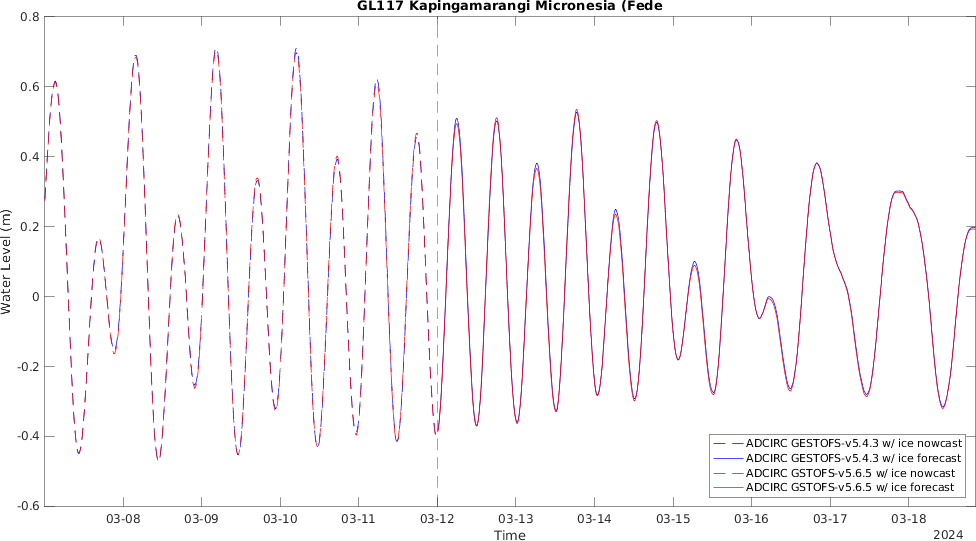 GL117 Kapingamarangi Micronesia (Fede
0.8
0.6
0.4
0.2
0
-0.2
-0.4
-0.6
Water Level (m)
03-08 03-09 03-10 03-11 03-12 03-13 03-14 03-15 03-16 03-17 03-18
Time
2024
ADCIRC GESTOFS-v5.4.3 w/ ice nowcast
ADCIRC GESTOFS-v5.4.3 w/ ice forecast
ADCIRC GSTOFS-v5.6.5 w/ ice nowcast
ADCIRC GSTOFS-v5.6.5 w/ ice forecast